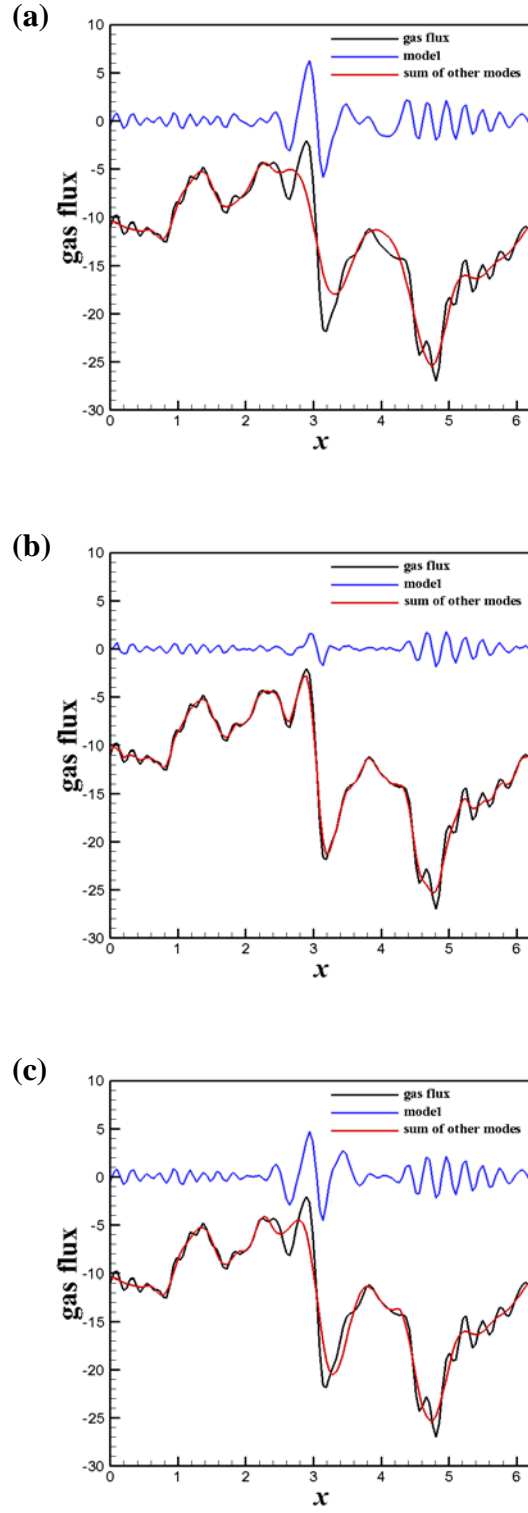 (a)
10
gas flux
model
sum of other modes
5
0
-5
-10
-15
-20
-25
-30
gas flux
0 1 2 3 4 5 6
x
(b)
10
gas flux
model
sum of other modes
5
0
-5
-10
-15
-20
-25
-30
gas flux
0 1 2 3 4 5 6
x
(c)
10
gas flux
model
sum of other modes
5
0
-5
-10
-15
-20
-25
-30
gas flux
0 1 2 3 4 5 6
x